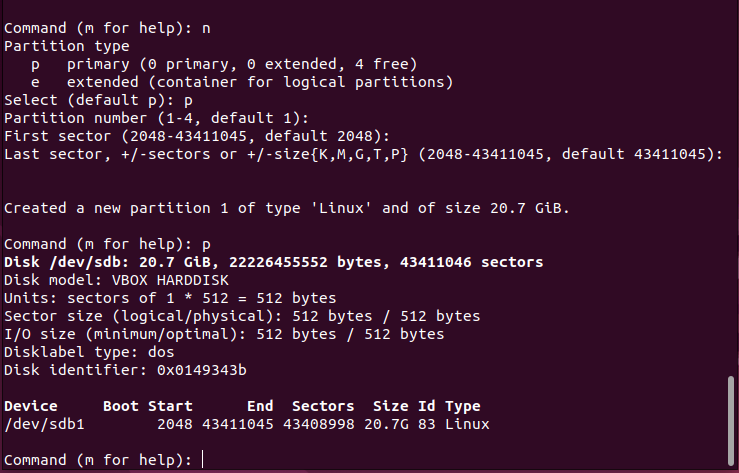 Command (m for help): n
Partition type
   p   primary (0 primary, 0 extended, 4 free)
   e   extended (container for logical partitions)
Select (default p): p
Partition number (1-4, default 1):
First sector (2048-43411045, default 2048):
Last sector, +/-sectors or +/-size{K,M,G,T,P} (2048-43411045, default 43411045):
Created a new partition 1 of type 'Linux' and of size 20.7 GiB.
Command (m for help): p
Disk /dev/sdb: 20.7 GiB, 22226455552 bytes, 43411046 sectors
Disk model: VBOX HARDDISK
Units: sectors of 1 * 512 = 512 bytes
Sector size (logical/physical): 512 bytes / 512 bytes
I/O size (minimum/optimal): 512 bytes / 512 bytes
Disklabel type: dos
Disk identifier: 0x0149343b
Device     Boot Start      End  Sectors  Size Id Type
/dev/sdb1        2048 43411045 43408998 20.7G 83 Linux
Command (m for help):